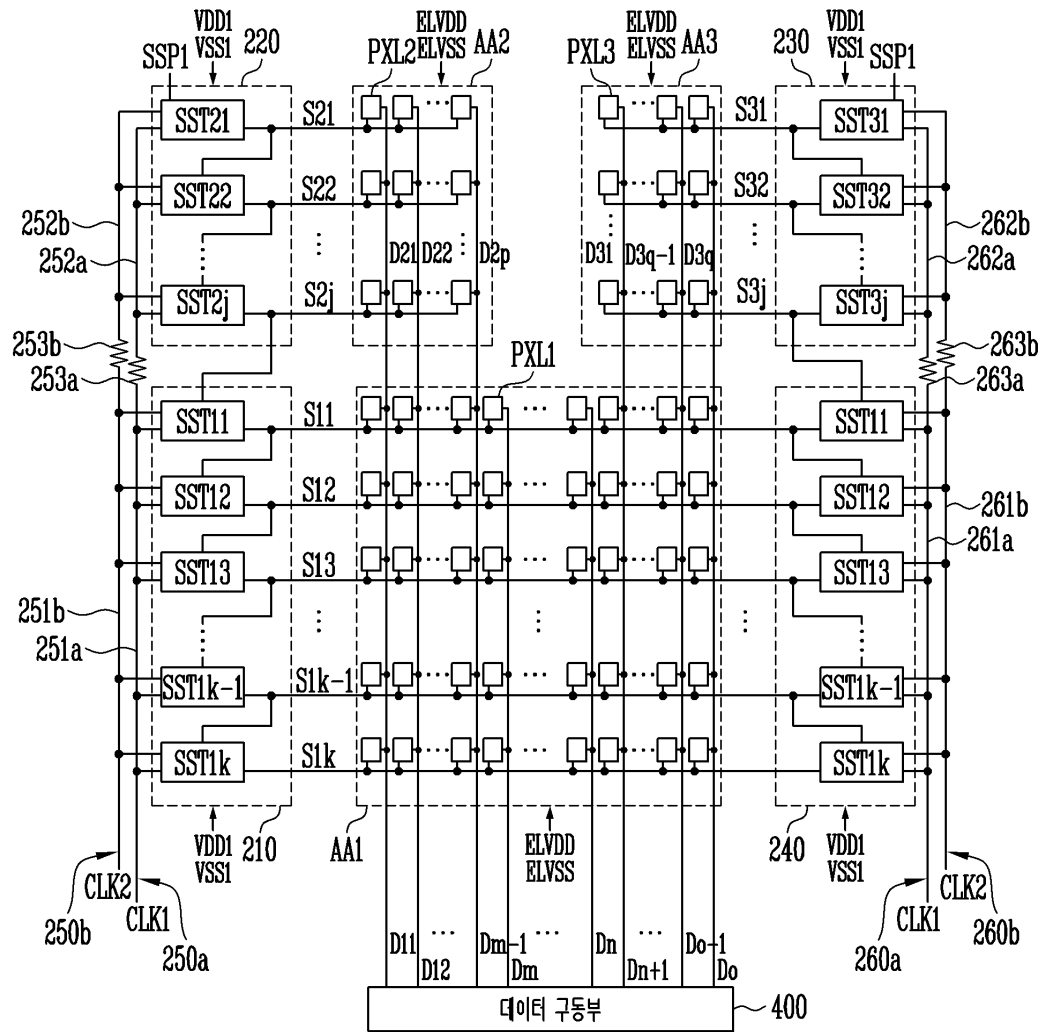 VDD1 ELVDD ELVDD VDD1
VSS1 220 PXL2 ELVSS AA2 PXL3 ELVSS AA3 230 VSS1
SSP1 SSP1
SST21 S21 S31 SST31
SST22 S22 S32 SST32
252b 262b
252a D21 D22 D2p D31 D3q-1 D3q 262a
SST2j S2j S3j SST3j
253b PXL1 263b
253a 263a
SST11 S11 SST11
SST12 S12 SST12
261b
SST13 S13 261a SST13
251b
251a
SST1k-1 S1k-1 SST1k-1
SST1k S1k SST1k
VDD1 210 AA1 ELVDD 240 VDD1
VSS1 ELVSS VSS1
CLK2 CLK2
CLK1 CLK1
250b 250a 260a 260b
D11 Dm-1 Dn Do-1
D12 Dm Dn+1 Do
데이터 구동부 400